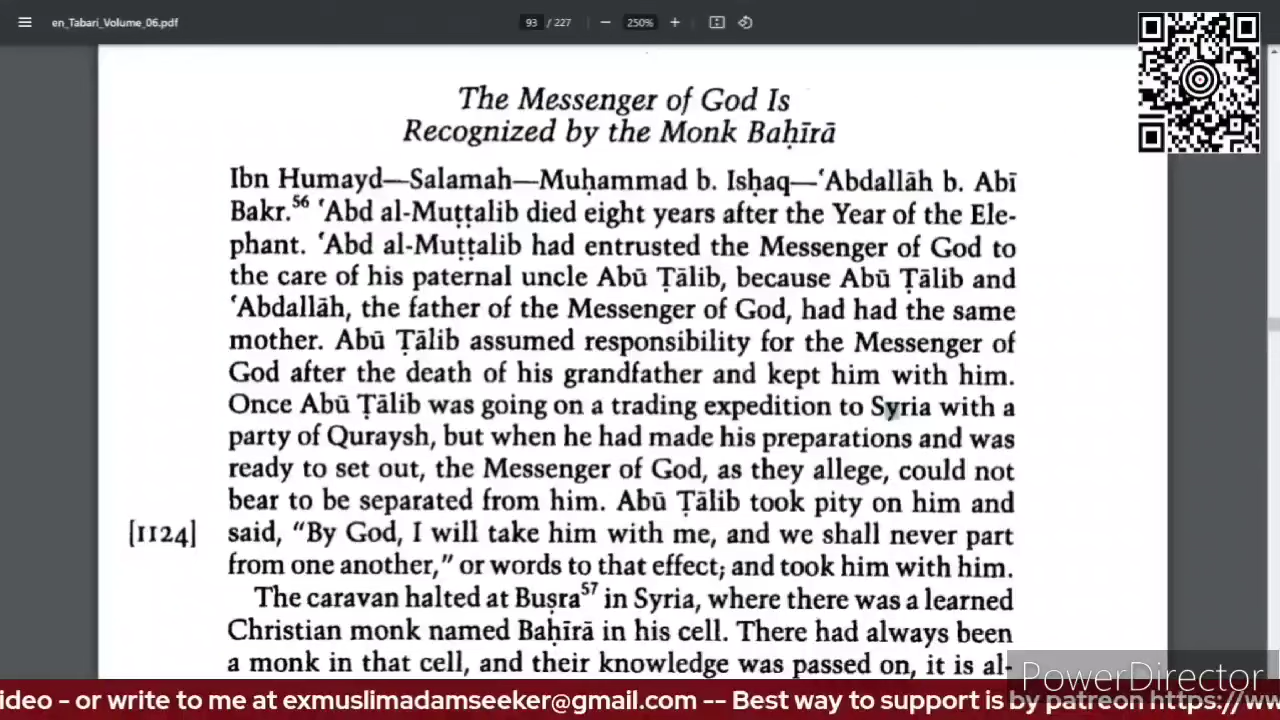 en_Tabari_Volume_06.pdf
93 / 227
250%
The Messenger of God Is
Recognized by the Monk Baḥīrā
Ibn Humayd—Salamah—Muḥammad b. Isḥaq—ʻAbdallāh b. Abī
Bakr.⁵⁶ ʻAbd al-Muṭṭalib died eight years after the Year of the Ele-
phant. ʻAbd al-Muṭṭalib had entrusted the Messenger of God to
the care of his paternal uncle Abū Ṭālib, because Abū Ṭālib and
ʻAbdallāh, the father of the Messenger of God, had had the same
mother. Abū Ṭālib assumed responsibility for the Messenger of
God after the death of his grandfather and kept him with him.
Once Abū Ṭālib was going on a trading expedition to Syria with a
party of Quraysh, but when he had made his preparations and was
ready to set out, the Messenger of God, as they allege, could not
bear to be separated from him. Abū Ṭālib took pity on him and
[1124] said, “By God, I will take him with me, and we shall never part
from one another,” or words to that effect; and took him with him.
The caravan halted at Buṣra⁵⁷ in Syria, where there was a learned
Christian monk named Baḥīrā in his cell. There had always been
a monk in that cell, and their knowledge was passed on, it is al-
PowerDirector
ideo - or write to me at exmuslimadamseeker@gmail.com -- Best way to support is by patreon https://ww